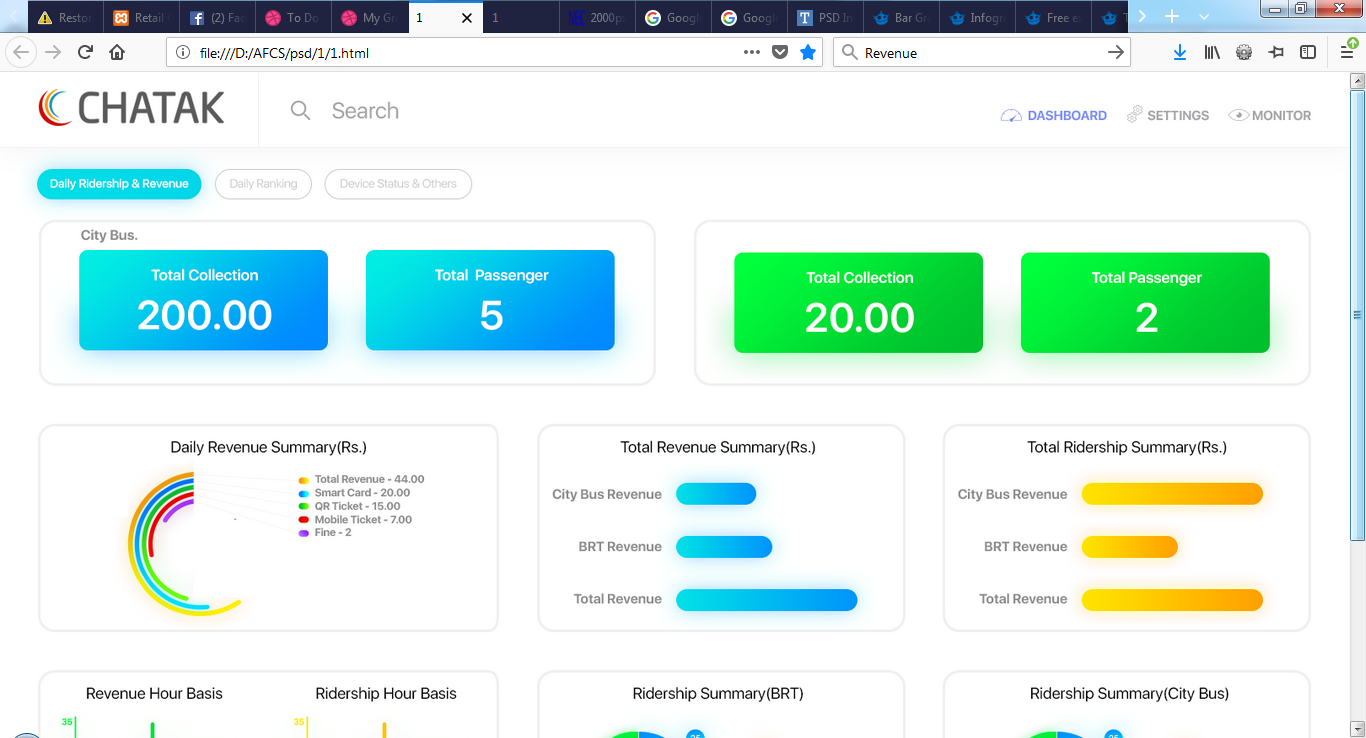 Restor
Retail
(2) Fac
To Do
My Gr
1
1
2000ps
Googl
Googl
PSD In
Bar Gr
Infogr
Free e
file:///D:/AFCS/psd/1/1.html
Revenue
CHATAK
Search
DASHBOARD
SETTINGS
MONITOR
Daily Ridership & Revenue
Daily Ranking
Device Status & Others
City Bus.
Total Collection
200.00
Total Passenger
5
Total Collection
20.00
Total Passenger
2
Daily Revenue Summary(Rs.)
Total Revenue - 44.00
Smart Card - 20.00
QR Ticket - 15.00
Mobile Ticket - 7.00
Fine - 2
Total Revenue Summary(Rs.)
City Bus Revenue
BRT Revenue
Total Revenue
Total Ridership Summary(Rs.)
City Bus Revenue
BRT Revenue
Total Revenue
Revenue Hour Basis
35
Ridership Hour Basis
35
Ridership Summary(BRT)
Ridership Summary(City Bus)